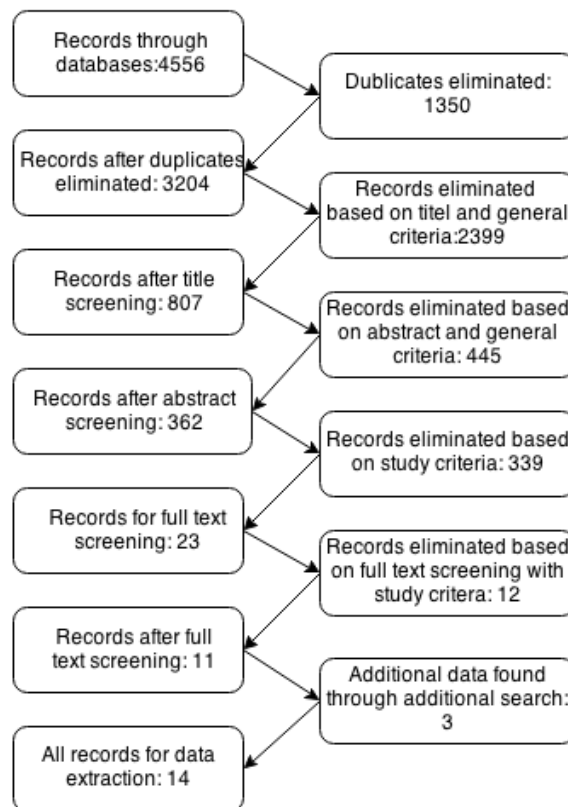 Records through
databases:4556
Dublicates eliminated:
1350
Records after duplicates
eliminated: 3204
Records eliminated
based on titel and general
criteria:2399
Records after title
screening: 807
Records eliminated based
on abstract and general
criteria: 445
Records after abstract
screening: 362
Records eliminated based
on study criteria: 339
Records for full text
screening: 23
Records eliminated based
on full text screening with
study critera: 12
Records after full
text screening: 11
Additional data found
through additional search:
3
All records for data
extraction: 14